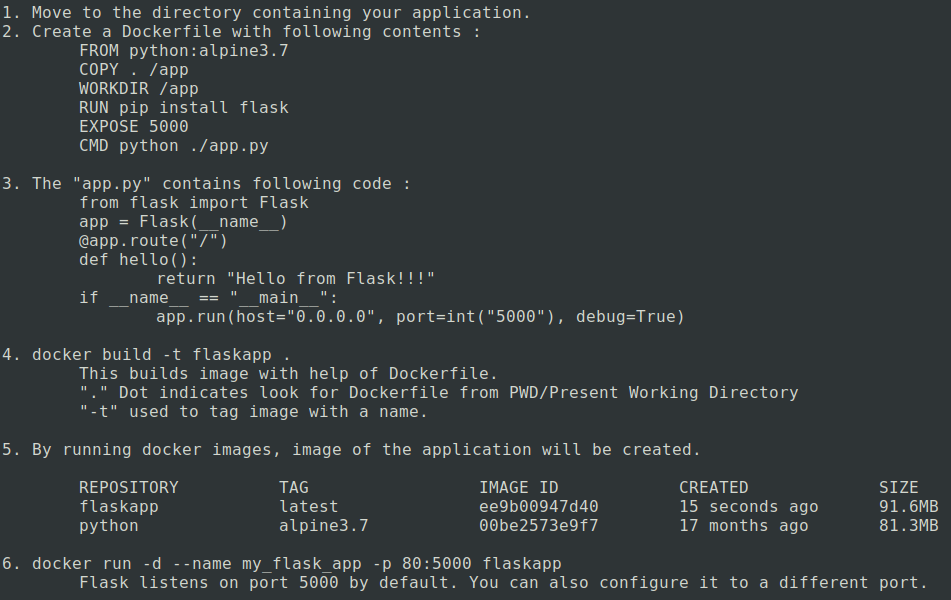 1. Move to the directory containing your application.
2. Create a Dockerfile with following contents :
FROM python:alpine3.7
COPY . /app
WORKDIR /app
RUN pip install flask
EXPOSE 5000
CMD python ./app.py
3. The "app.py" contains following code :
from flask import Flask
app = Flask(__name__)
@app.route("/")
def hello():
return "Hello from Flask!!!"
if __name__ == "__main__":
app.run(host="0.0.0.0", port=int("5000"), debug=True)
4. docker build -t flaskapp .
This builds image with help of Dockerfile.
"." Dot indicates look for Dockerfile from PWD/Present Working Directory
"-t" used to tag image with a name.
5. By running docker images, image of the application will be created.
REPOSITORY TAG IMAGE ID CREATED SIZE
flaskapp latest ee9b00947d40 15 seconds ago 91.6MB
python alpine3.7 00be2573e9f7 17 months ago 81.3MB
6. docker run -d --name my_flask_app -p 80:5000 flaskapp
Flask listens on port 5000 by default. You can also configure it to a different port.